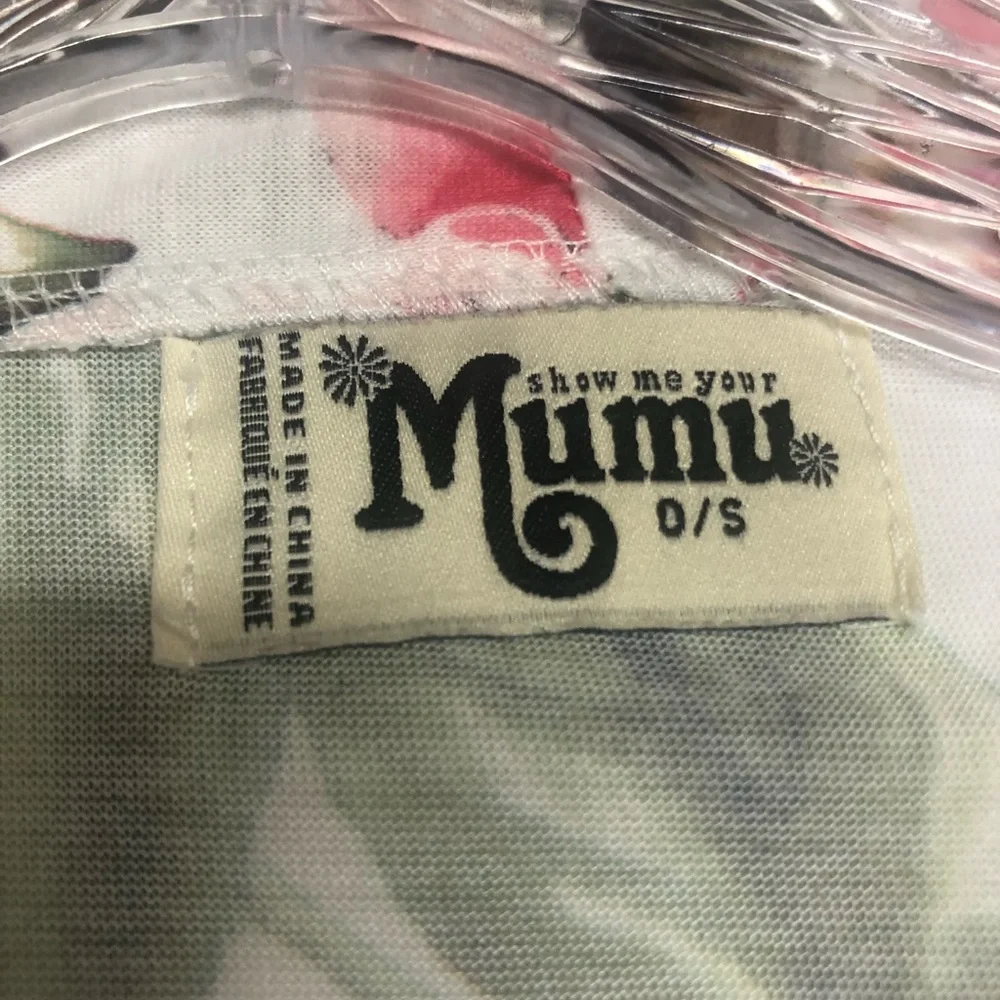 show me your
Mumu
O/S
MADE IN CHINA
FABRIQUÉ EN CHINE